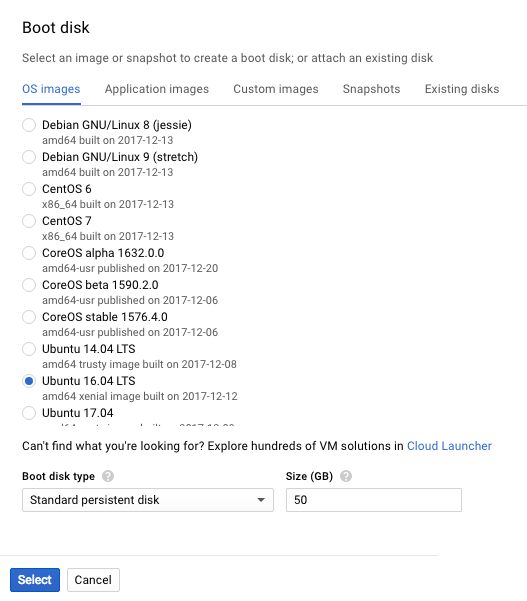 Boot disk
Select an image or snapshot to create a boot disk; or attach an existing disk
OS images Application images Custom images Snapshots Existing disks
Debian GNU/Linux 8 (jessie)
amd64 built on 2017-12-13
Debian GNU/Linux 9 (stretch)
amd64 built on 2017-12-13
CentOS 6
x86_64 built on 2017-12-13
CentOS 7
x86_64 built on 2017-12-13
CoreOS alpha 1632.0.0
amd64-usr published on 2017-12-20
CoreOS beta 1590.2.0
amd64-usr published on 2017-12-06
CoreOS stable 1576.4.0
amd64-usr published on 2017-12-06
Ubuntu 14.04 LTS
amd64 trusty image built on 2017-12-08
Ubuntu 16.04 LTS
amd64 xenial image built on 2017-12-12
Ubuntu 17.04
Can't find what you're looking for? Explore hundreds of VM solutions in Cloud Launcher
Boot disk type ? Size (GB) ?
Standard persistent disk 50
Select Cancel